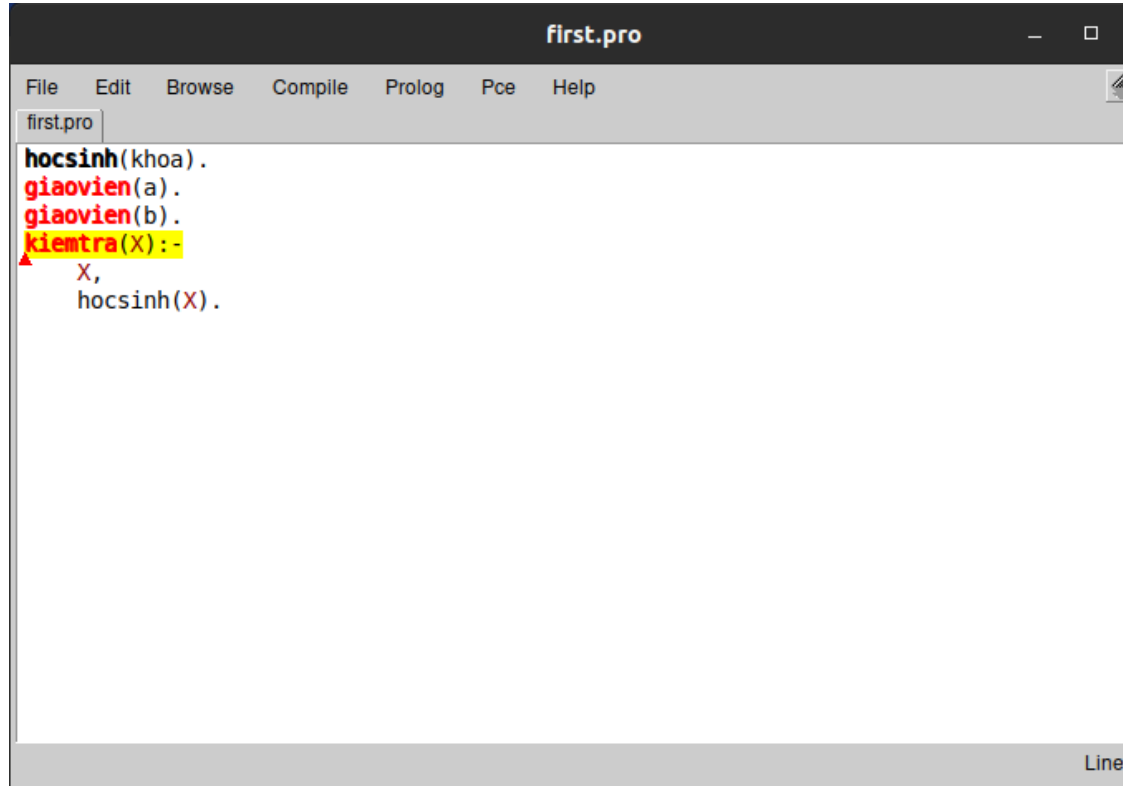 first.pro
File Edit Browse Compile Prolog Pce Help
first.pro
hocsinh(khoa).
giaovien(a).
giaovien(b).
kiemtra(X):-
    X,
    hocsinh(X).
Line